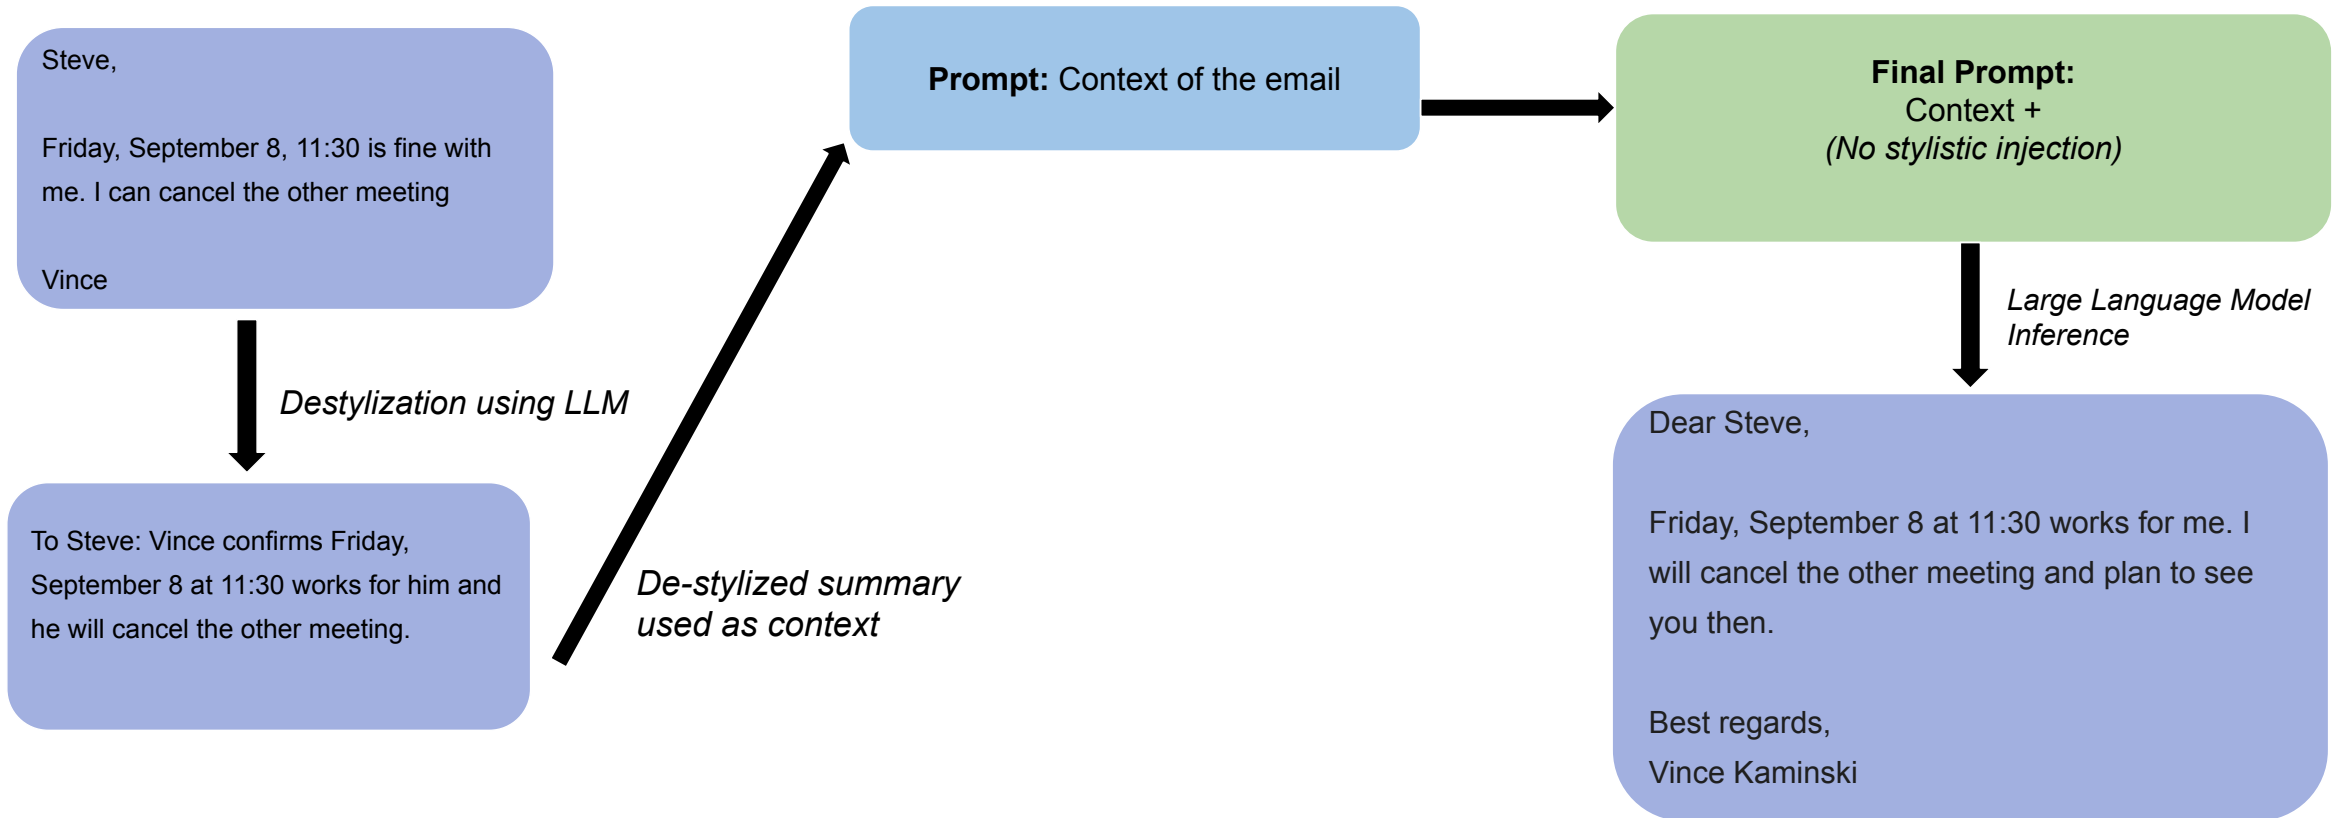 Steve,
Friday, September 8, 11:30 is fine with
me. I can cancel the other meeting
Vince
Destylization using LLM
To Steve: Vince confirms Friday,
September 8 at 11:30 works for him and
he will cancel the other meeting.
De-stylized summary
used as context
Prompt: Context of the email
Final Prompt:
Context +
(No stylistic injection)
Large Language Model
Inference
Dear Steve,
Friday, September 8 at 11:30 works for me. I
will cancel the other meeting and plan to see
you then.
Best regards,
Vince Kaminski